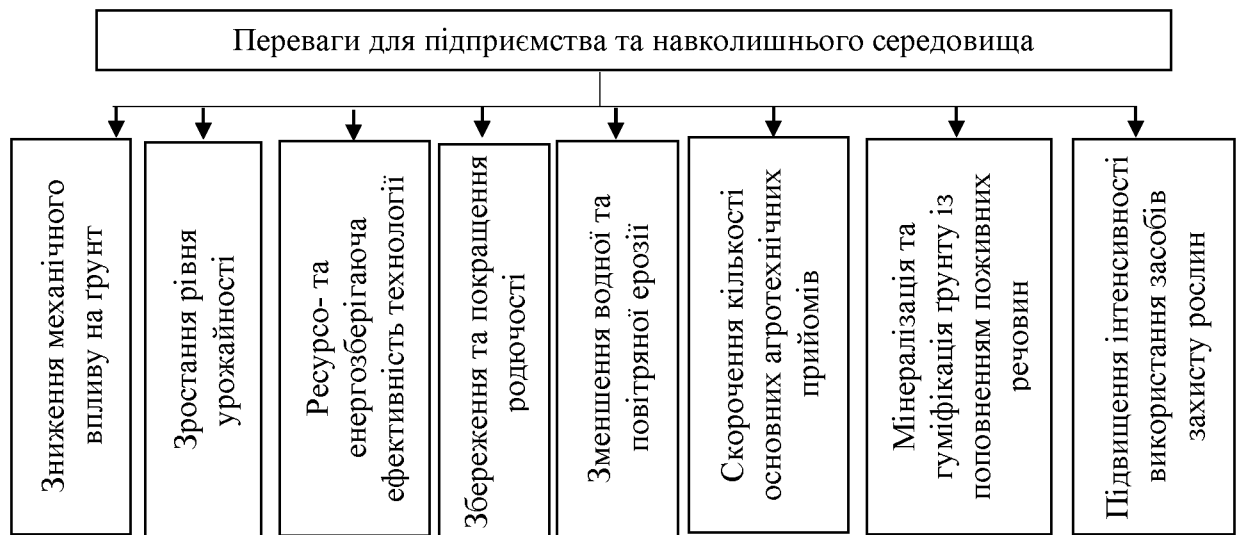 Переваги для підприємства та навколишнього середовища
Зниження механічного
впливу на ґрунт
Зростання рівня
урожайності
Ресурсо- та
енергозберігаюча
ефективність технології
Збереження та покращення
родючості
Зменшення водної та
повітряної ерозії
Скорочення кількості
основних агротехнічних
прийомів
Мінералізація та
гуміфікація ґрунту із
поповненням поживних
речовин
Підвищення інтенсивності
використання засобів
захисту рослин